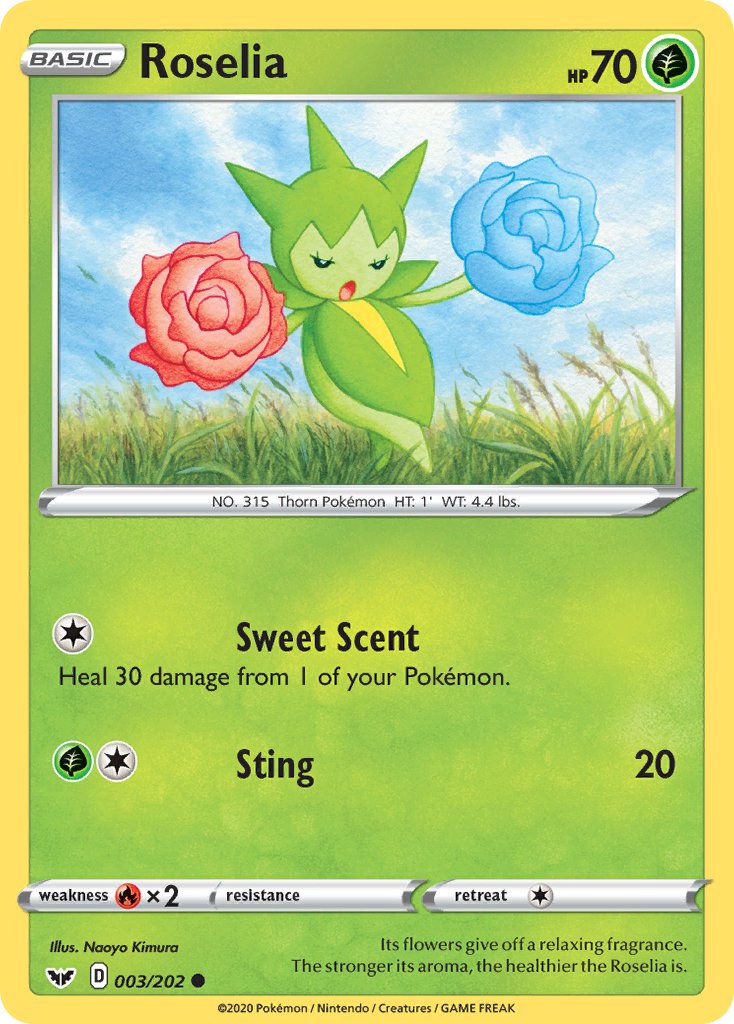 BASIC Roselia HP 70
NO. 315 Thorn Pokémon HT: 1' WT: 4.4 lbs.
Sweet Scent
Heal 30 damage from 1 of your Pokémon.
Sting 20
weakness ×2 resistance retreat
Illus. Naoyo Kimura
Its flowers give off a relaxing fragrance.
The stronger its aroma, the healthier the Roselia is.
D 003/202
©2020 Pokémon / Nintendo / Creatures / GAME FREAK